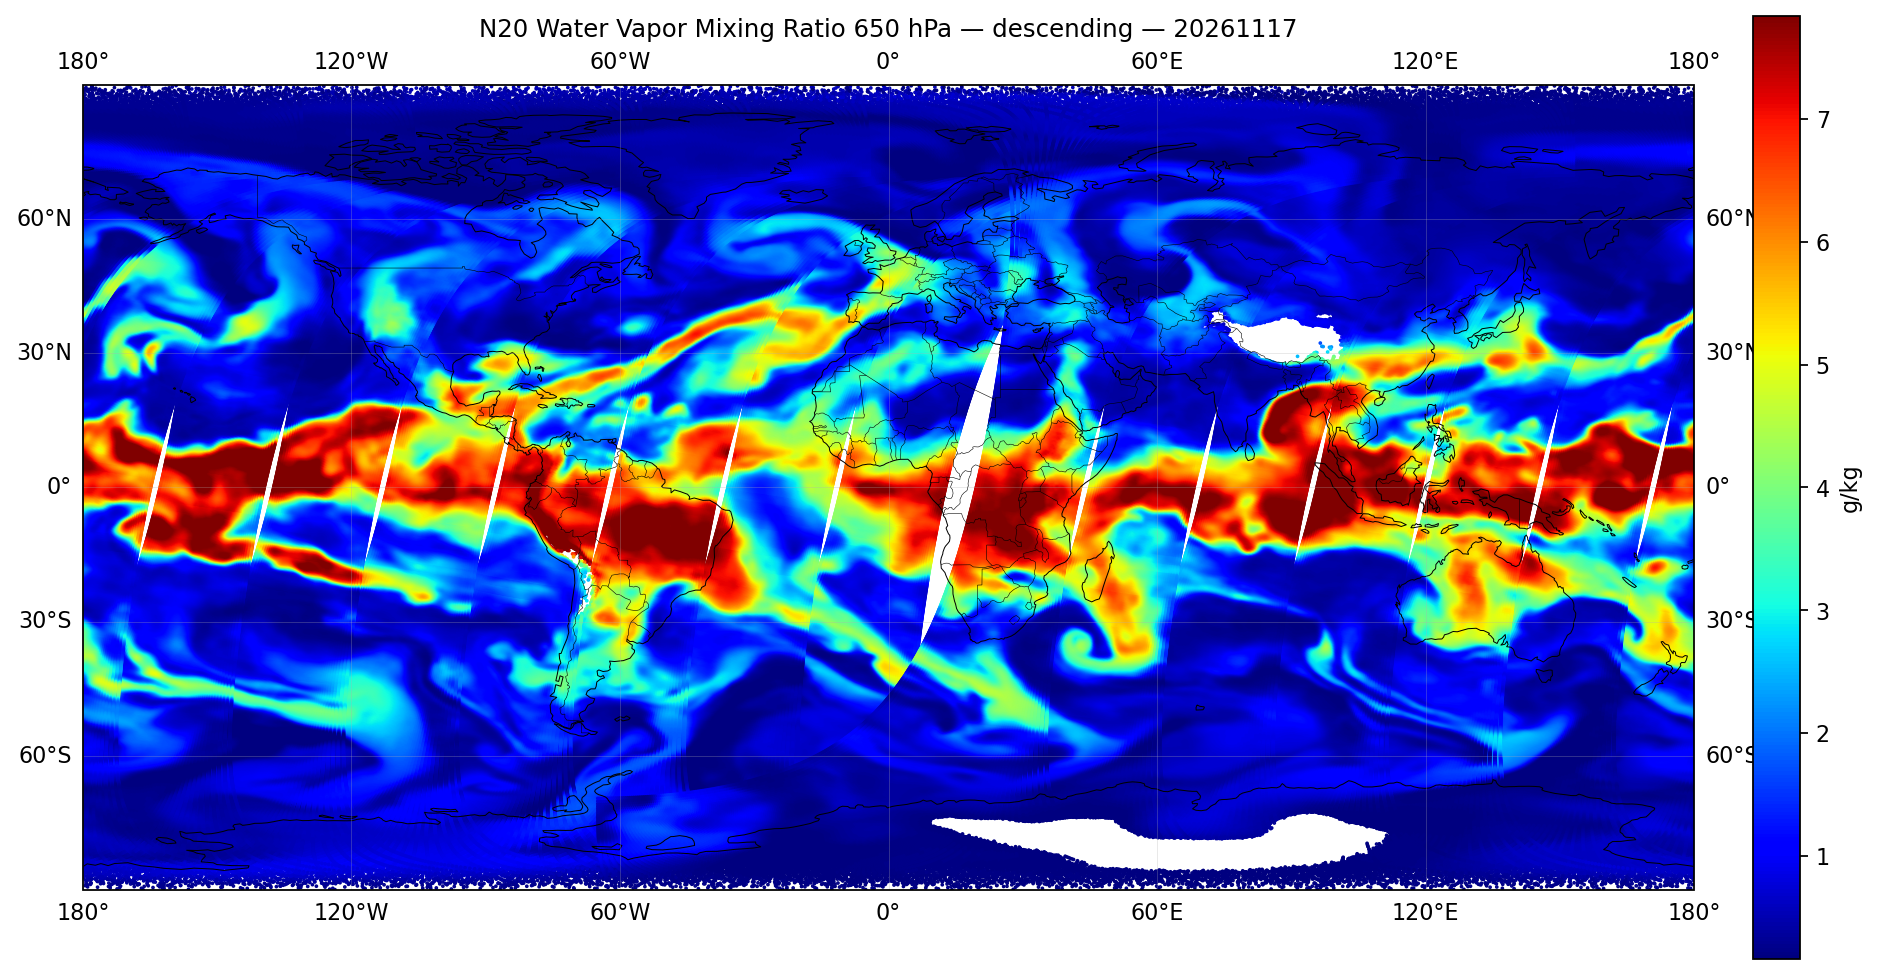 N20 Water Vapor Mixing Ratio 650 hPa — descending — 20261117
180° 120°W 60°W 0° 60°E 120°E 180°
60°N 60°N
30°N 30°N
0° 0°
30°S 30°S
60°S 60°S
180° 120°W 60°W 0° 60°E 120°E 180°
7
6
5
4
3
2
1
g/kg